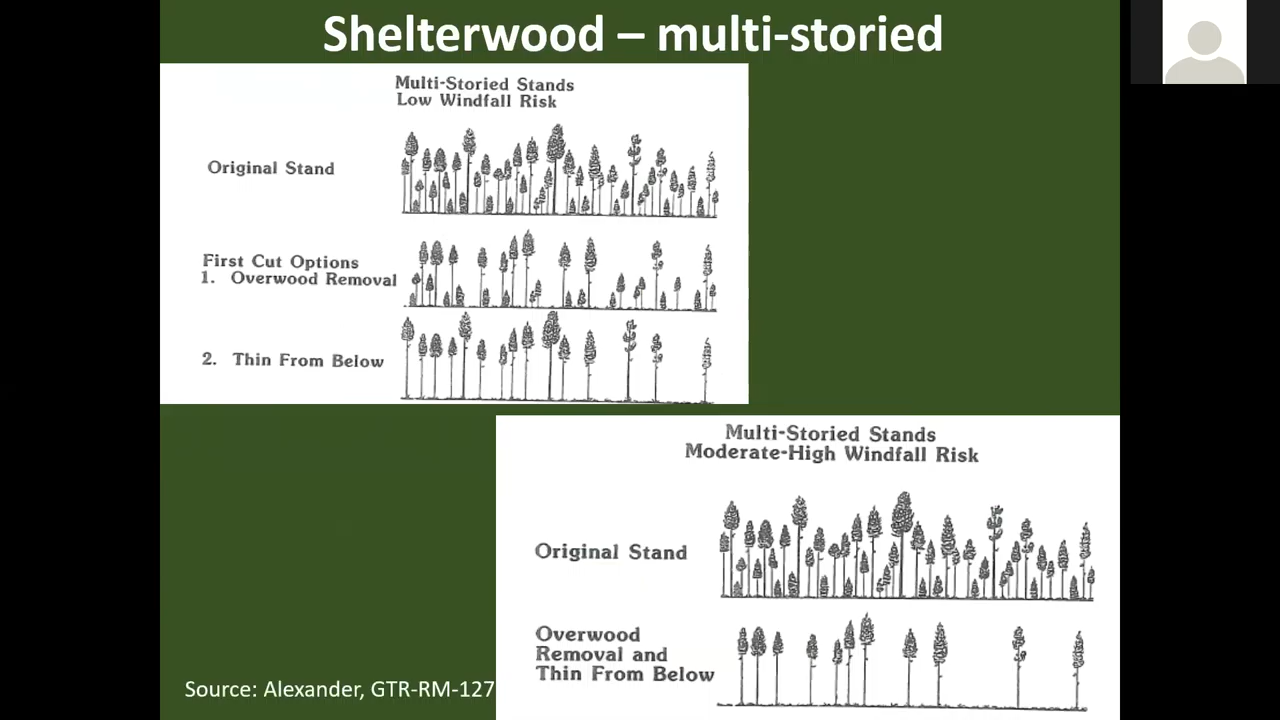 Shelterwood – multi-storied
Multi-Storied Stands
Low Windfall Risk
Original Stand
First Cut Options
1. Overwood Removal
2. Thin From Below
Multi-Storied Stands
Moderate-High Windfall Risk
Original Stand
Overwood
Removal and
Thin From Below
Source: Alexander, GTR-RM-127